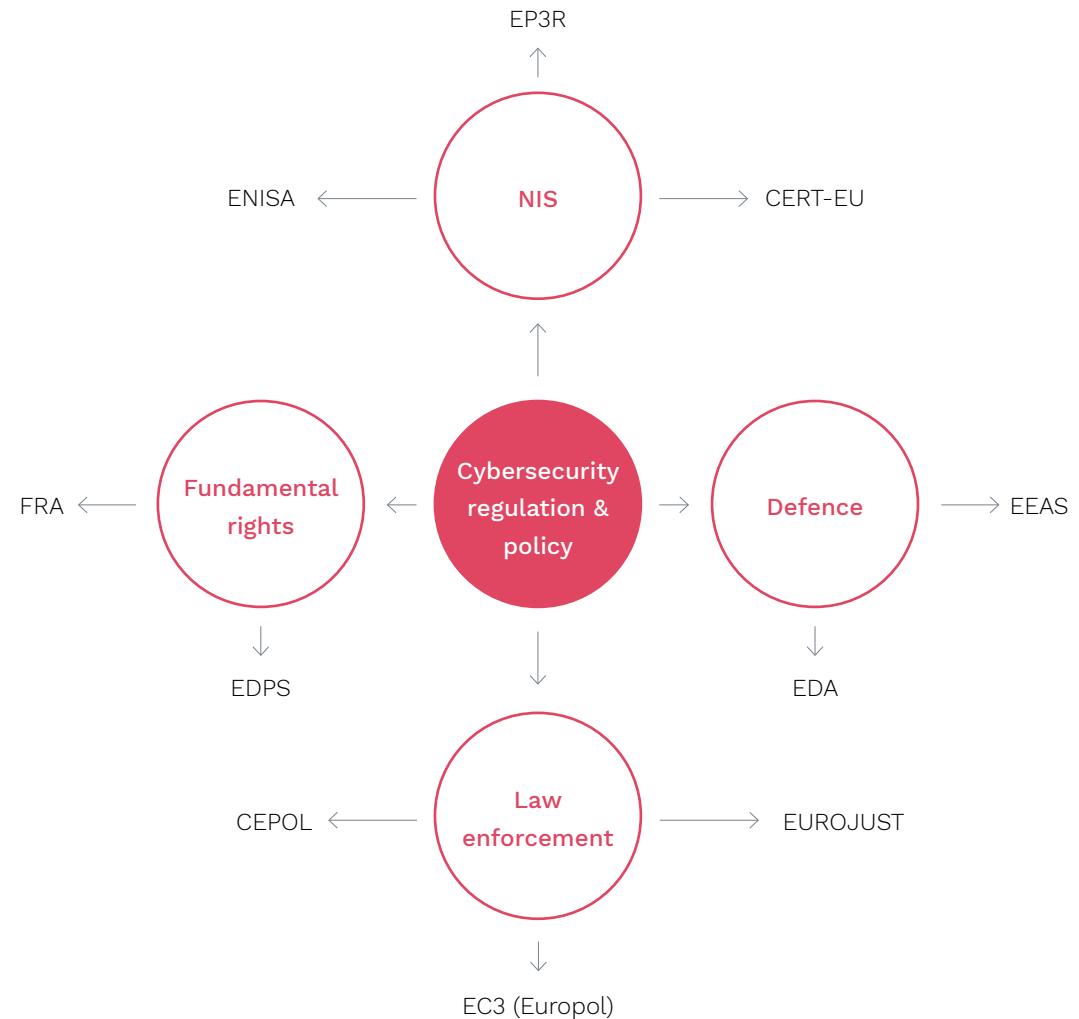 EP3R
ENISA
NIS
CERT-EU
FRA
Fundamental
rights
Cybersecurity
regulation &
policy
Defence
EEAS
EDPS
EDA
CEPOL
Law
enforcement
EUROJUST
EC3 (Europol)